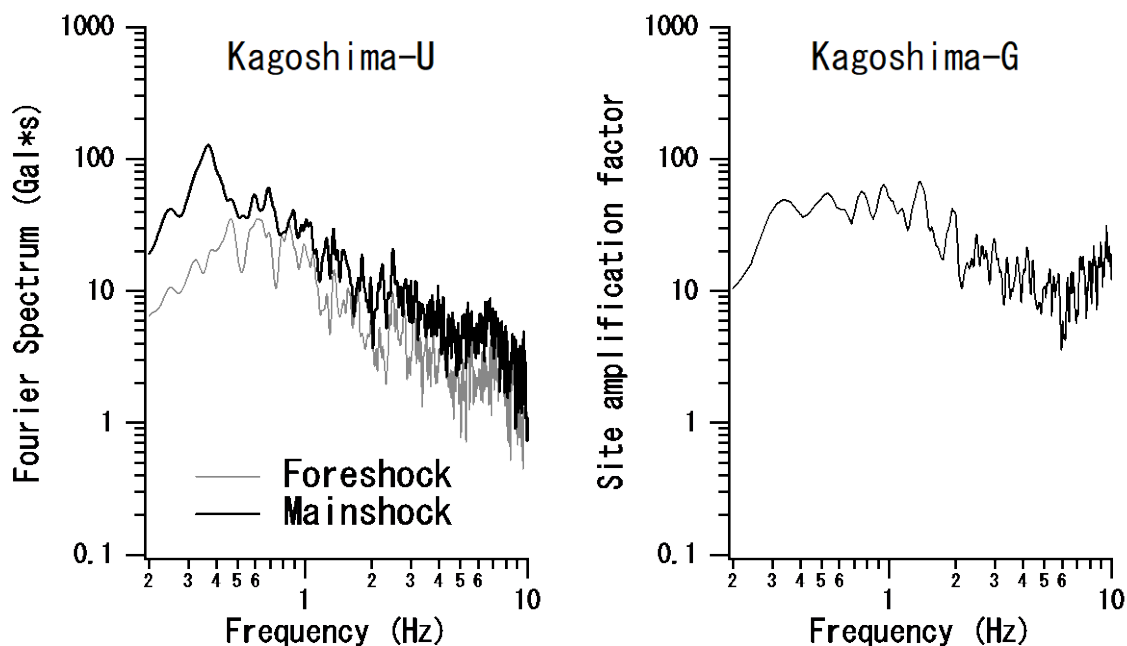 Kagoshima-U
Fourier Spectrum (Gal*s)
1000
100
10
1
0.1
Foreshock
Mainshock
2 3 4 5 6 1 2 3 4 5 6 10
Frequency (Hz)
Kagoshima-G
Site amplification factor
1000
100
10
1
0.1
2 3 4 5 6 1 2 3 4 5 6 10
Frequency (Hz)